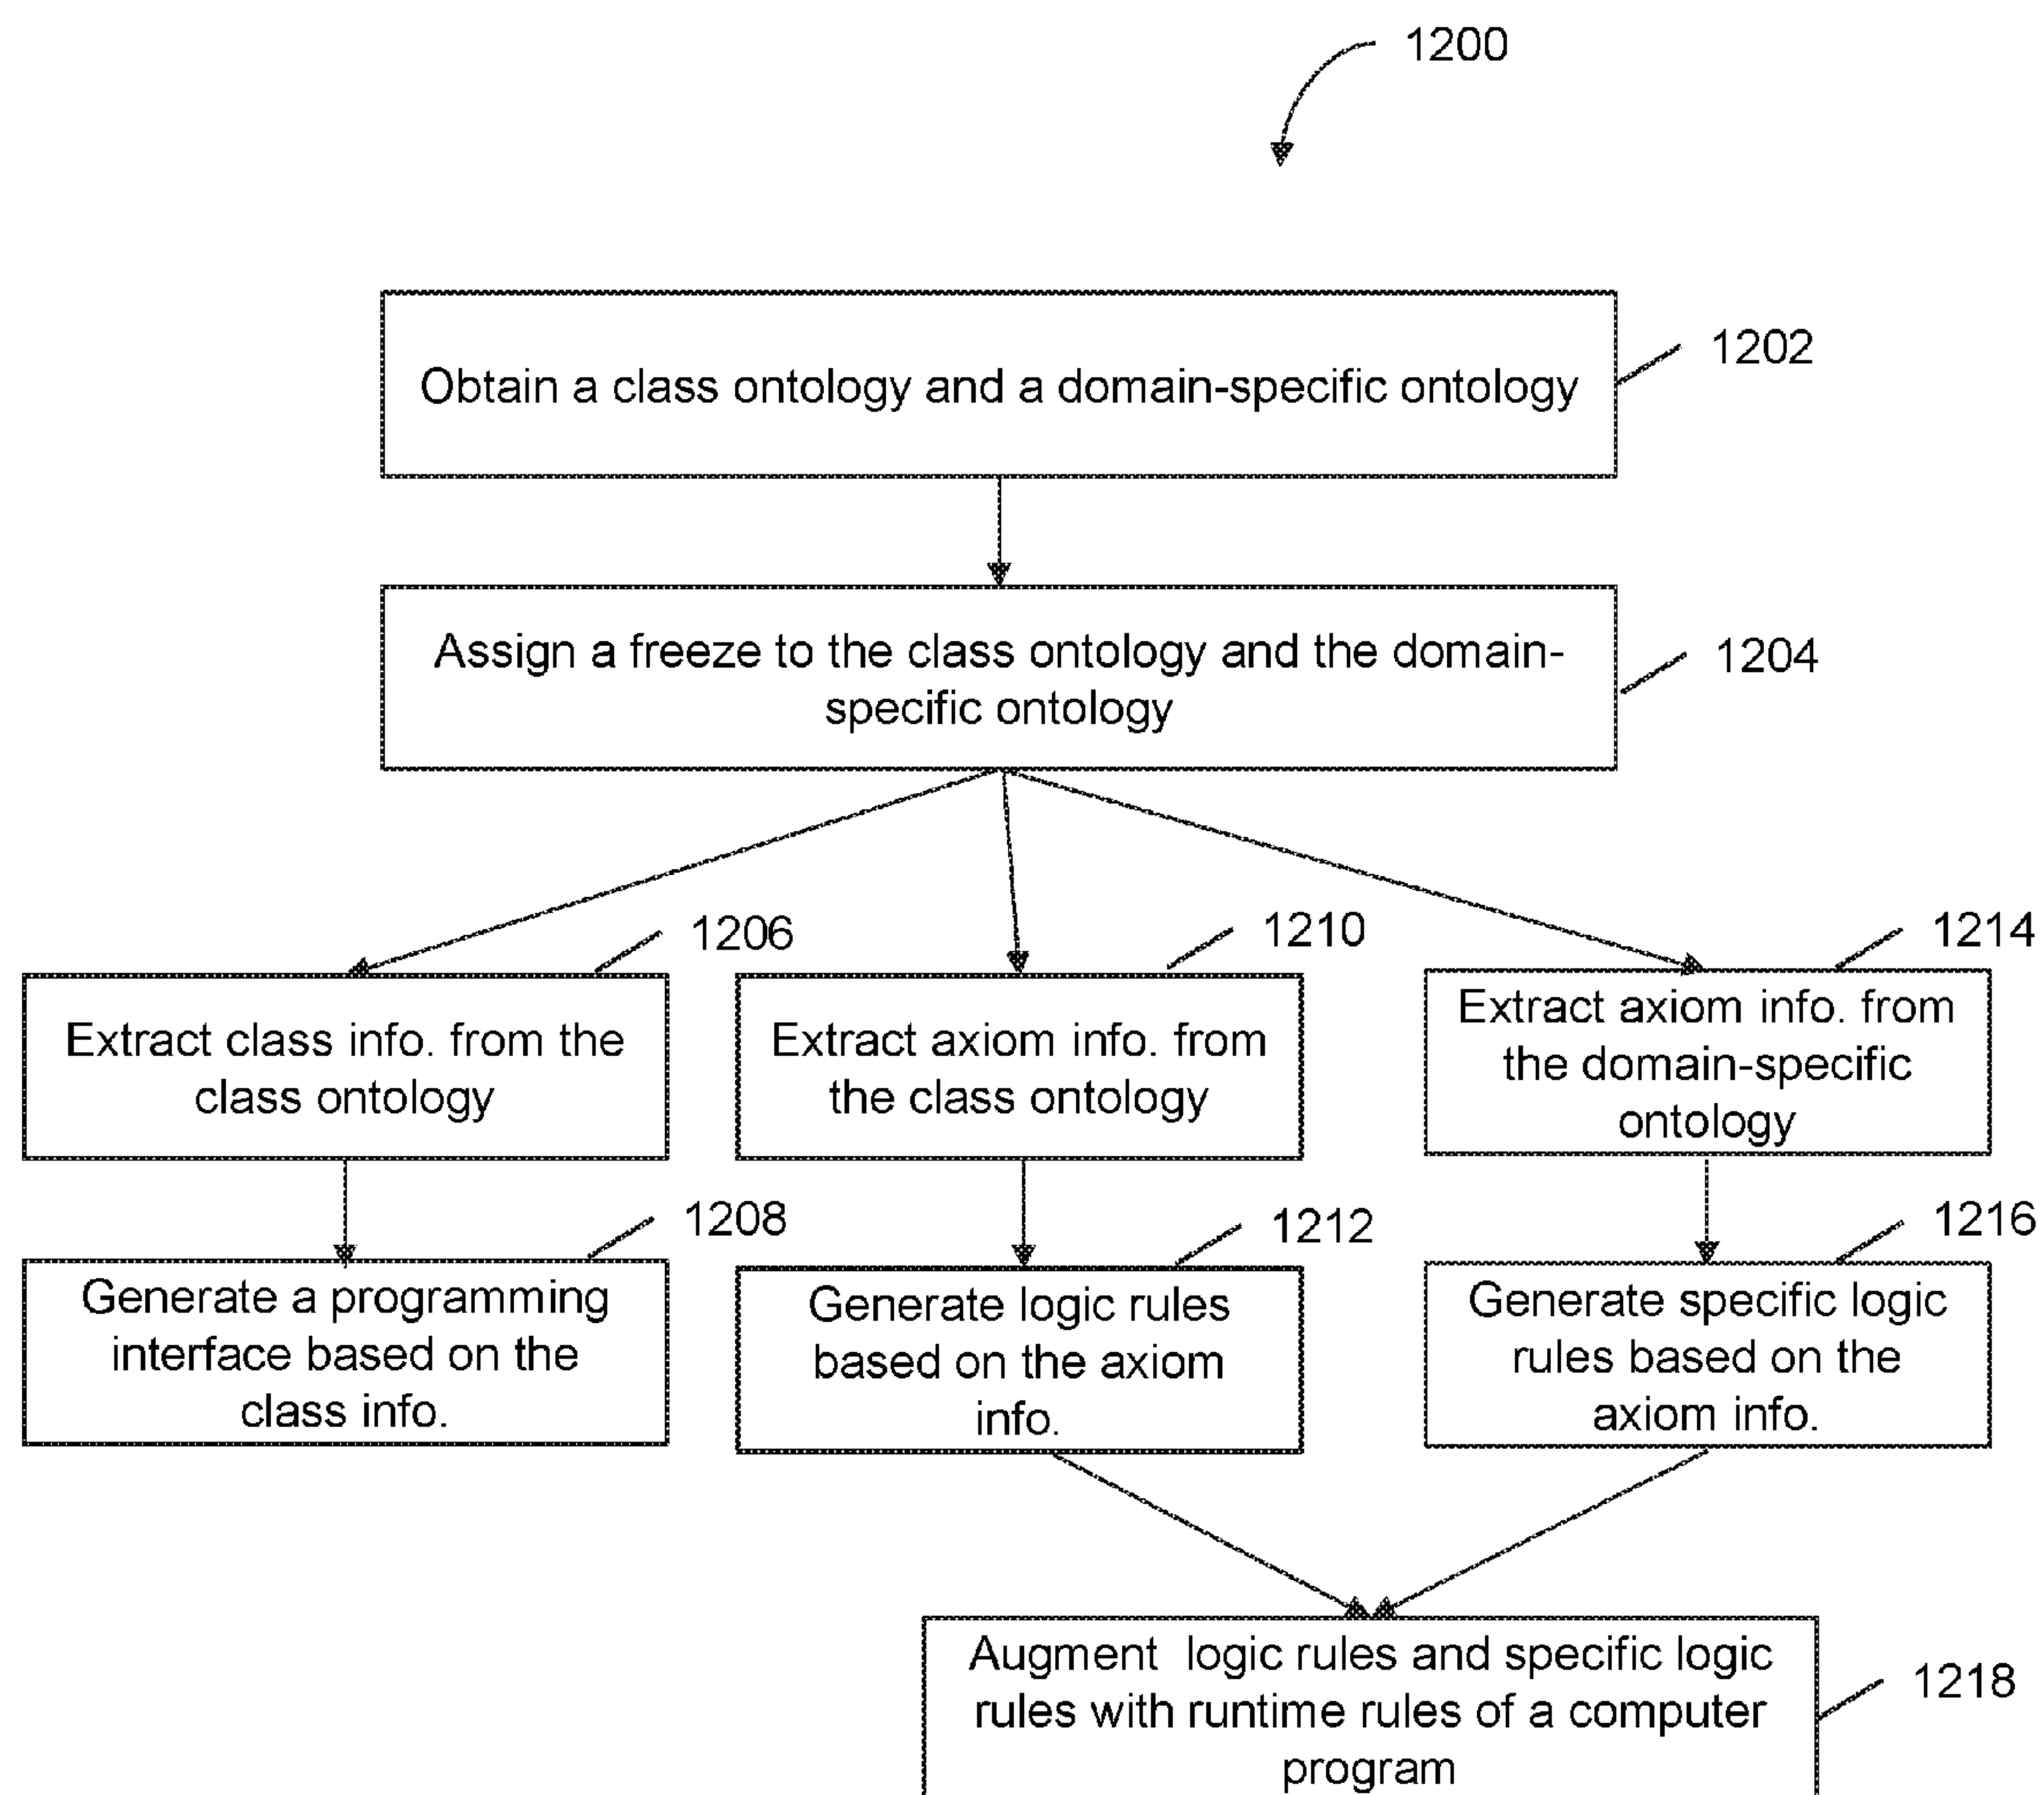 1200
Obtain a class ontology and a domain-specific ontology
1202
Assign a freeze to the class ontology and the domain-
specific ontology
1204
1206
Extract class info. from the
class ontology
1210
Extract axiom info. from
the class ontology
1214
Extract axiom info. from
the domain-specific
ontology
1208
Generate a programming
interface based on the
class info.
1212
Generate logic rules
based on the axiom
info.
1216
Generate specific logic
rules based on the
axiom info.
Augment logic rules and specific logic
rules with runtime rules of a computer
program
1218